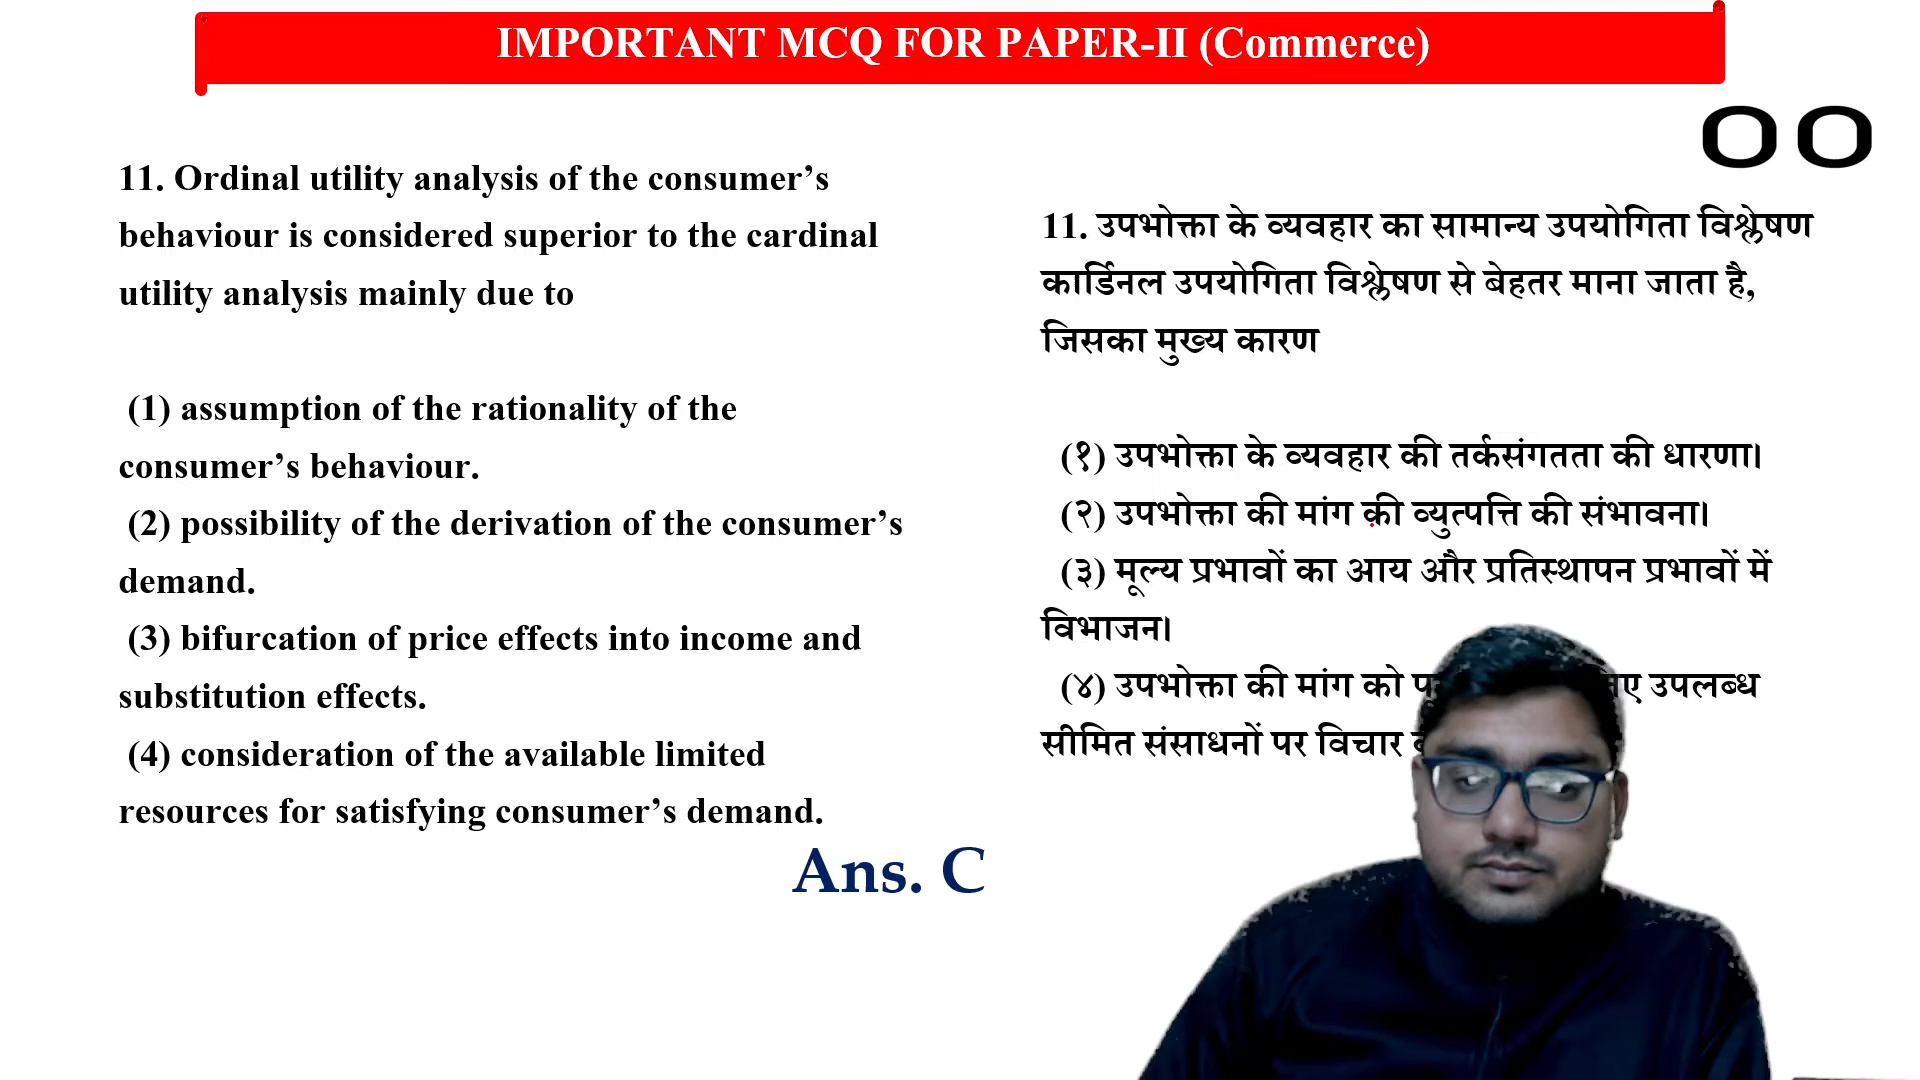 IMPORTANT MCQ FOR PAPER-II (Commerce)
00
11. Ordinal utility analysis of the consumer’s
behaviour is considered superior to the cardinal
utility analysis mainly due to
(1) assumption of the rationality of the
consumer’s behaviour.
(2) possibility of the derivation of the consumer’s
demand.
(3) bifurcation of price effects into income and
substitution effects.
(4) consideration of the available limited
resources for satisfying consumer’s demand.
11. उपभोक्ता के व्यवहार का सामान्य उपयोगिता विश्लेषण
कार्डिनल उपयोगिता विश्लेषण से बेहतर माना जाता है,
जिसका मुख्य कारण
(१) उपभोक्ता के व्यवहार की तर्कसंगतता की धारणा।
(२) उपभोक्ता की मांग की व्युत्पत्ति की संभावना।
(३) मूल्य प्रभावों का आय और प्रतिस्थापन प्रभावों में
विभाजन।
(४) उपभोक्ता की मांग को उपलब्ध
सीमित संसाधनों पर विचार
Ans. C